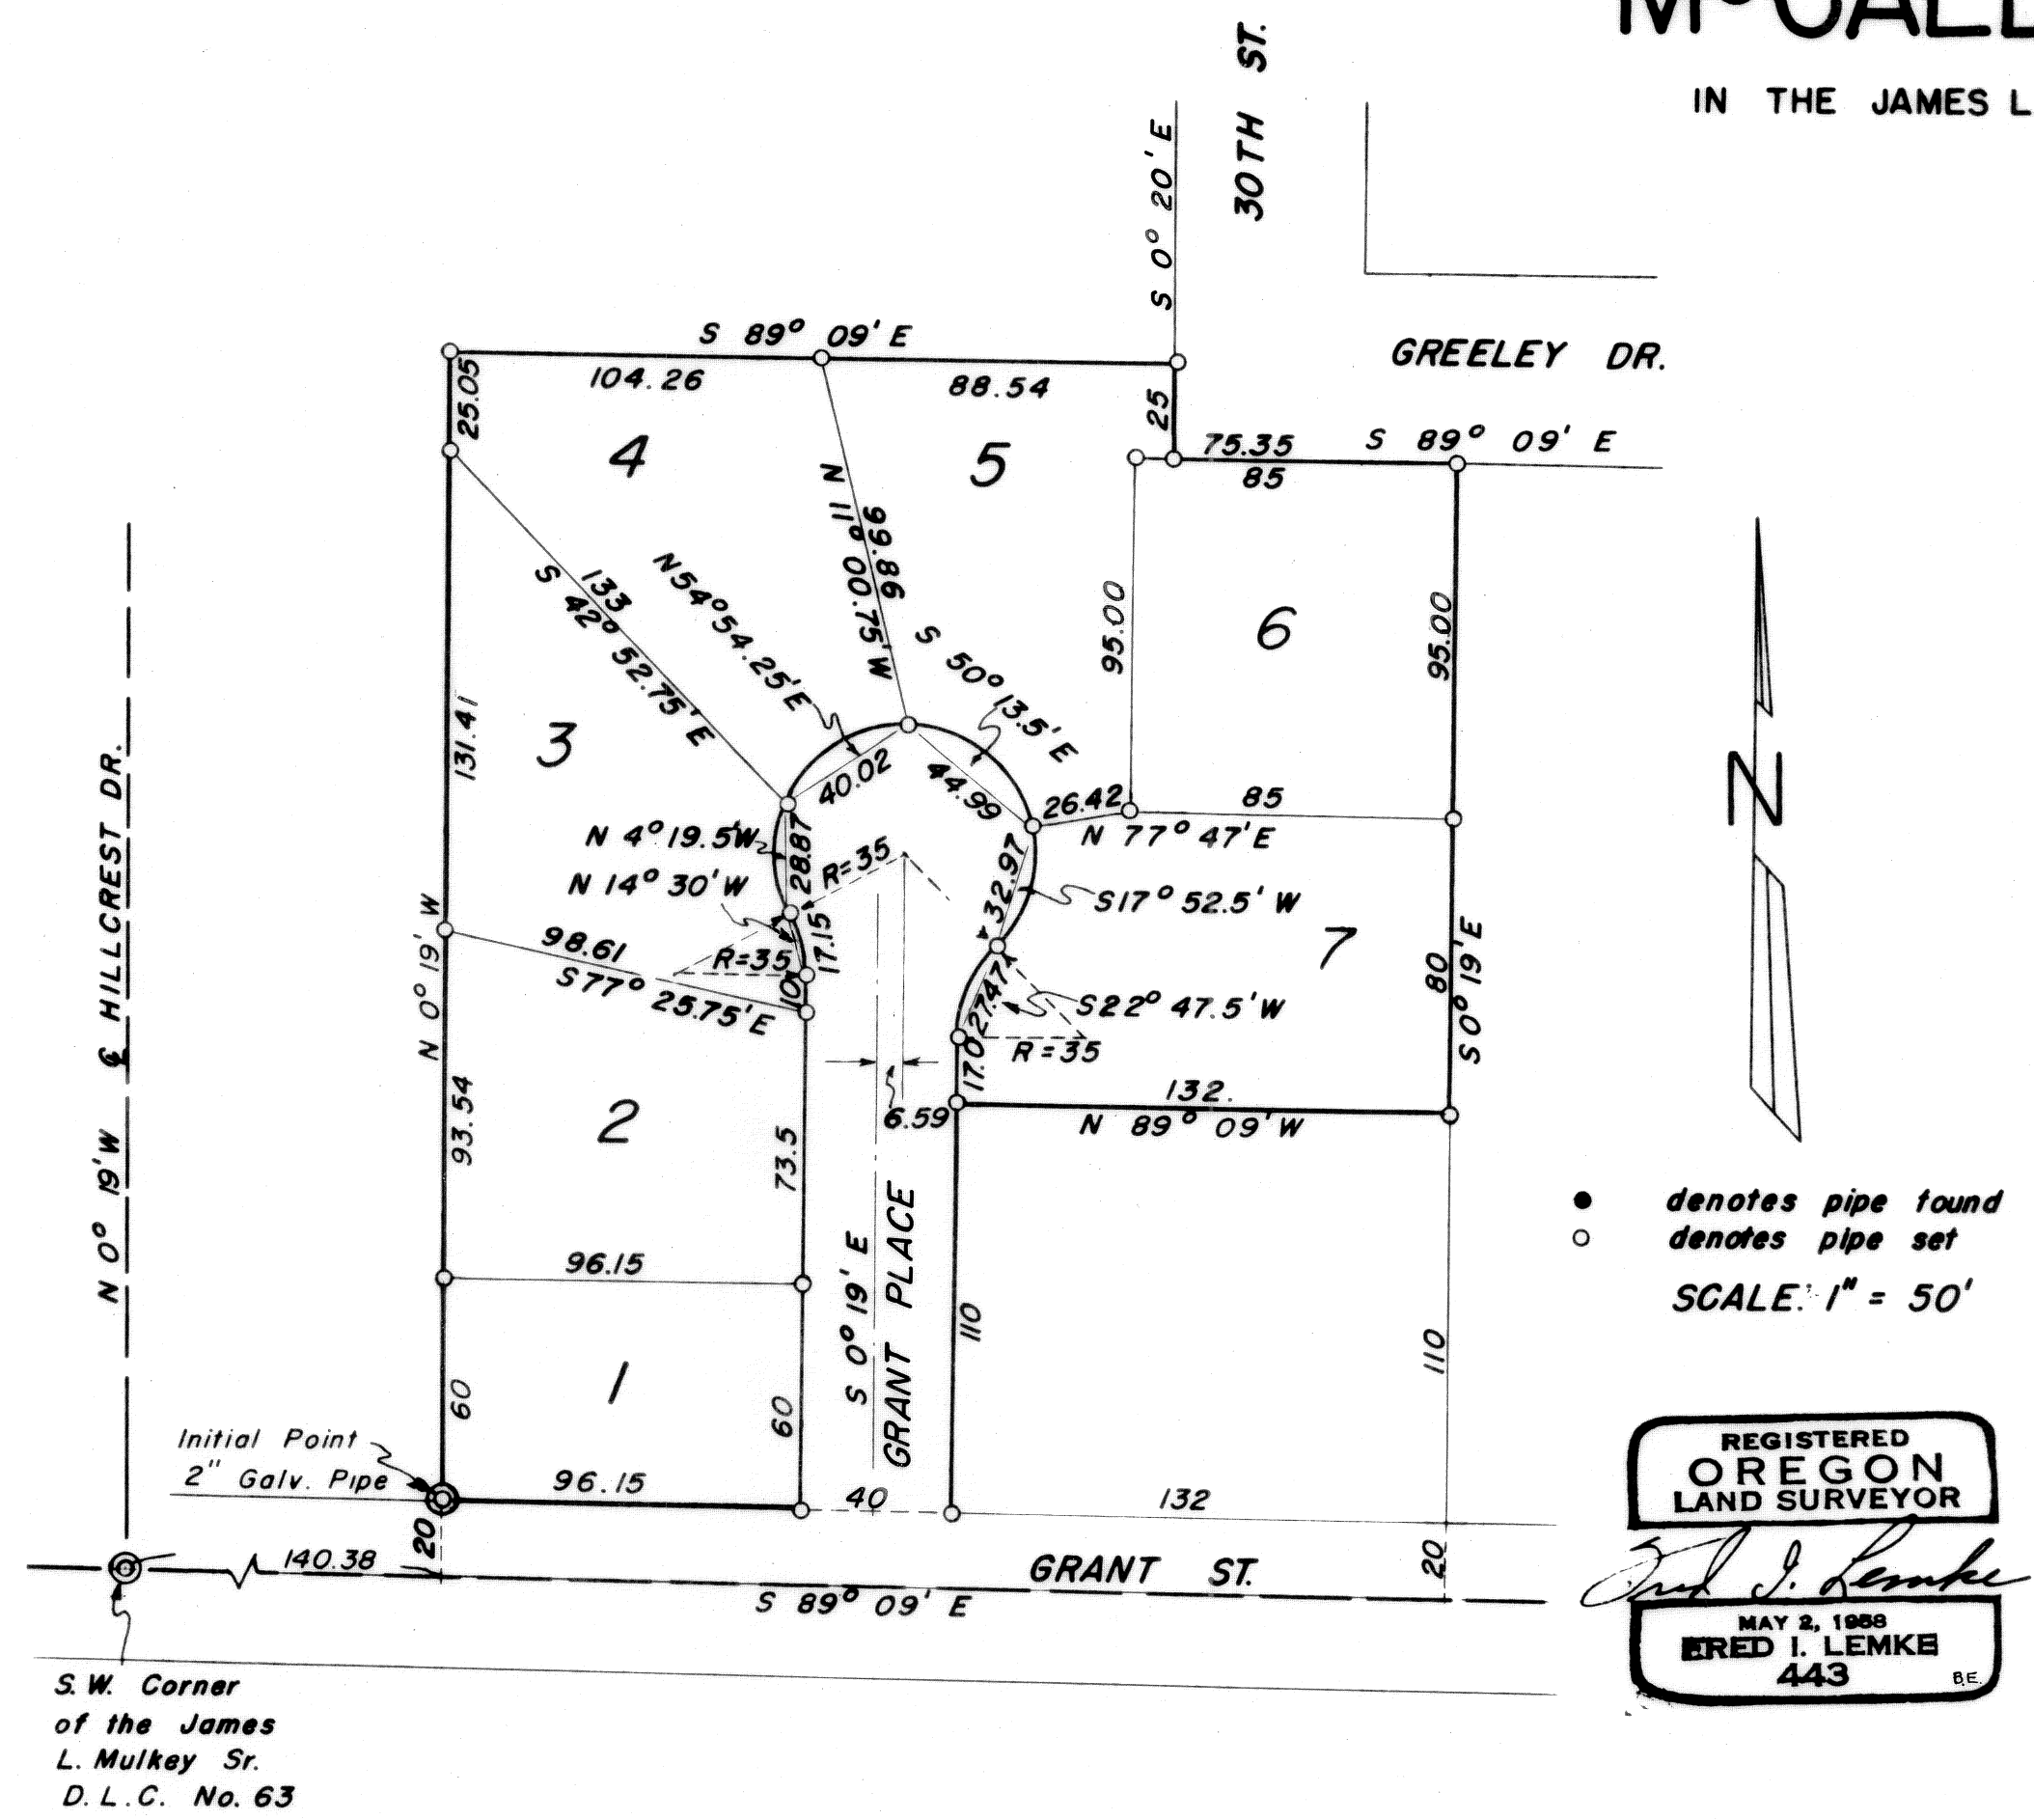 IN THE JAMES L
30TH ST.
S 0° 20' E
GREELEY DR.
S 89° 09' E
104.26
88.54
25.05
25
75.35
S 89° 09' E
85
4
5
6
3
7
2
1
N 11° 00.75' W
99.86
133
S 42° 52.75' E
N54° 54.25' E
S 50° 13.5' E
95.00
95.00
131.41
40.02
44.99
26.42
85
N 77° 47' E
N 4° 19.5' W
28.87
R=35
32.97
N 14° 30' W
17.15
S17° 52.5' W
98.61
S 77° 25.75' E
R=35
10
27.47
S22° 47.5' W
R=35
17.0
80
S 0° 19' E
132.
N 89° 09' W
6.59
N 0° 19' W
93.54
73.5
N 0° 19' W ℄ HILLCREST DR.
96.15
S 0° 19' E
GRANT PLACE
110
110
60
60
Initial Point
2" Galv. Pipe
96.15
40
132
20
140.38
GRANT ST.
S 89° 09' E
20
S.W. Corner
of the James
L. Mulkey Sr.
D.L.C. No. 63
N
denotes pipe found
denotes pipe set
SCALE: 1" = 50'
REGISTERED
OREGON
LAND SURVEYOR
Fred I. Lemke
MAY 2, 1958
FRED I. LEMKE
443
B.E.